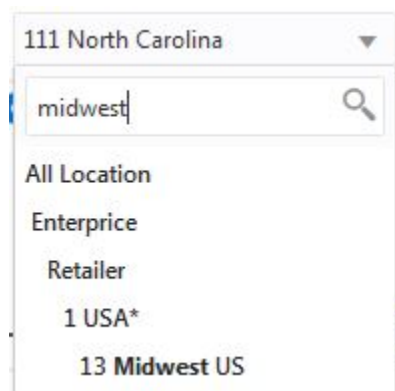 111 North Carolina
midwest
All Location
Enterprice
Retailer
1 USA*
13 Midwest US